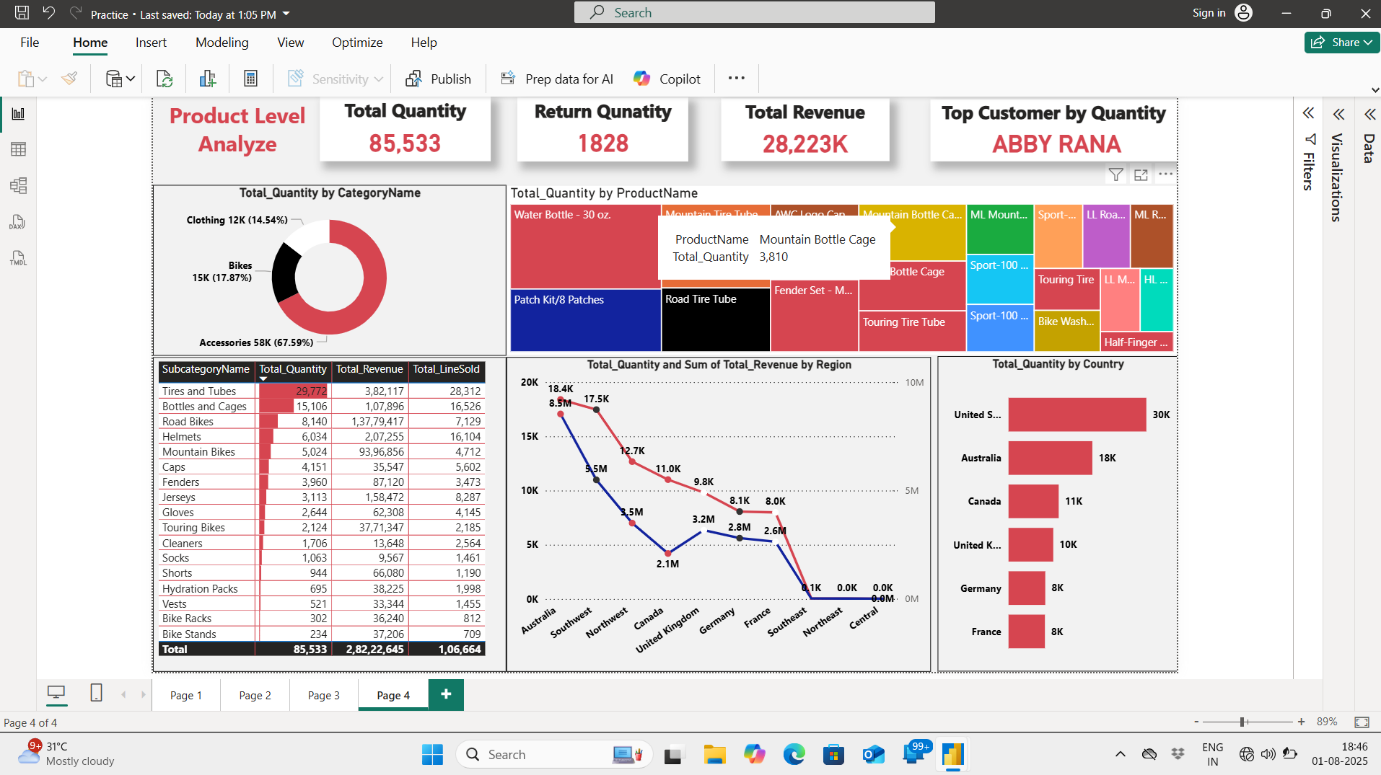 Practice • Last saved: Today at 1:05 PM
Search
Sign in
File Home Insert Modeling View Optimize Help
Share
Sensitivity
Publish
Prep data for AI
Copilot
Product Level
Analyze
Total Quantity
85,533
Return Qunatity
1828
Total Revenue
28,223K
Top Customer by Quantity
ABBY RANA
Filters
Visualizations
Data
Total_Quantity by CategoryName
Clothing 12K (14.54%)
Bikes
15K (17.87%)
Accessories 58K (67.59%)
Total_Quantity by ProductName
Water Bottle - 30 oz.
Mountain Tire Tube
AWC Logo Cap
Mountain Bottle Ca...
ML Mount...
Sport-...
LL Roa...
ML R...
ProductName Mountain Bottle Cage
Total_Quantity 3,810
Bottle Cage
Sport-100 ...
Touring Tire
LL M...
HL ...
Patch Kit/8 Patches
Road Tire Tube
Fender Set - M...
Touring Tire Tube
Sport-100 ...
Bike Wash...
Half-Finger ...
SubcategoryName Total_Quantity Total_Revenue Total_LineSold
Tires and Tubes 29,772 3,82,117 28,312
Bottles and Cages 15,106 1,07,896 16,526
Road Bikes 8,140 1,37,79,417 7,129
Helmets 6,034 2,07,255 16,104
Mountain Bikes 5,024 93,96,856 4,712
Caps 4,151 35,547 5,602
Fenders 3,960 87,120 3,473
Jerseys 3,113 1,58,472 8,287
Gloves 2,644 62,308 4,145
Touring Bikes 2,124 37,71,347 2,185
Cleaners 1,706 13,648 2,564
Socks 1,063 9,567 1,461
Shorts 944 66,080 1,190
Hydration Packs 695 38,225 1,998
Vests 521 33,344 1,455
Bike Racks 302 36,240 812
Bike Stands 234 37,206 709
Total 85,533 2,82,22,645 1,06,664
Total_Quantity and Sum of Total_Revenue by Region
20K
15K
10K
5K
0K
10M
5M
0M
18.4K
17.5K
12.7K
11.0K
9.8K
8.1K
8.0K
0.1K
0.0K
0.0K
8.5M
5.5M
3.5M
2.1M
3.2M
2.8M
2.6M
0.0M
Australia
Southwest
Northwest
Canada
United Kingdom
Germany
France
Southeast
Northeast
Central
Total_Quantity by Country
United S... 30K
Australia 18K
Canada 11K
United K... 10K
Germany 8K
France 8K
Page 1
Page 2
Page 3
Page 4
+
Page 4 of 4
- + 89%
9+
31°C
Mostly cloudy
Search
99+
ENG
IN
18:46
01-08-2025